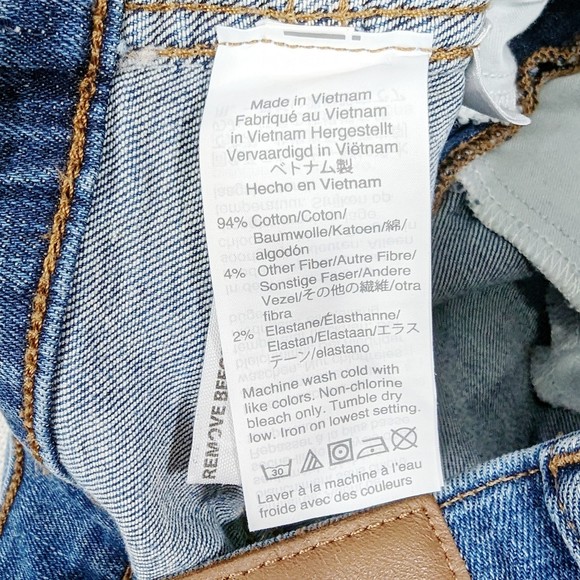 Made in Vietnam
Fabriqué au Vietnam
in Vietnam Hergestellt
Vervaardigd in Viëtnam
ベトナム製
Hecho en Vietnam
94% Cotton/Coton/
Baumwolle/Katoen/綿/
algodón
4% Other Fiber/Autre Fibre/
Sonstige Faser/Andere
Vezel/その他の繊維/otra
fibra
2% Elastane/Élasthanne/
Elastan/Elastaan/エラス
テーン/elastano
Machine wash cold with
like colors. Non-chlorine
bleach only. Tumble dry
low. Iron on lowest setting.
30
Laver à la machine à l'eau
froide avec des couleurs
REMOVE BEFO